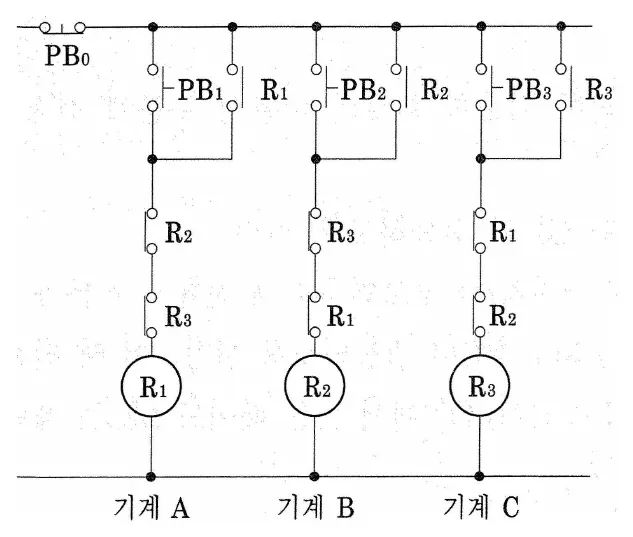 PB₀
PB₁ R₁ PB₂ R₂ PB₃ R₃
R₂ R₃ R₁
R₃ R₁ R₂
R₁ R₂ R₃
기계 A 기계 B 기계 C